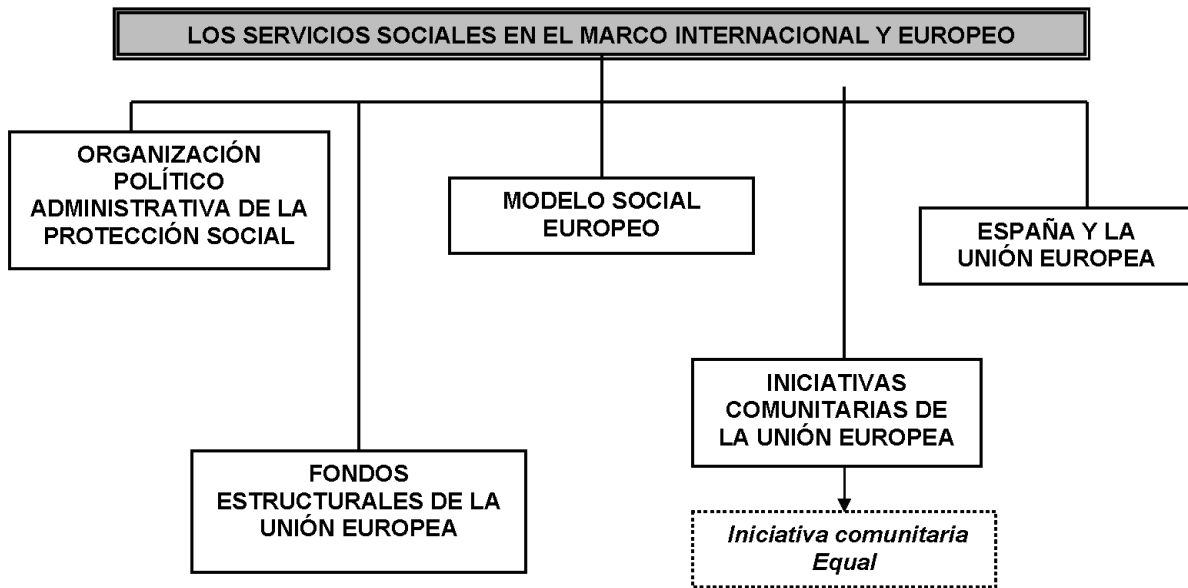 LOS SERVICIOS SOCIALES EN EL MARCO INTERNACIONAL Y EUROPEO
ORGANIZACIÓN
POLÍTICO
ADMINISTRATIVA DE LA
PROTECCIÓN SOCIAL
MODELO SOCIAL
EUROPEO
ESPAÑA Y LA
UNIÓN EUROPEA
INICIATIVAS
COMUNITARIAS DE
LA UNIÓN EUROPEA
FONDOS
ESTRUCTURALES DE LA
UNIÓN EUROPEA
Iniciativa comunitaria
Equal